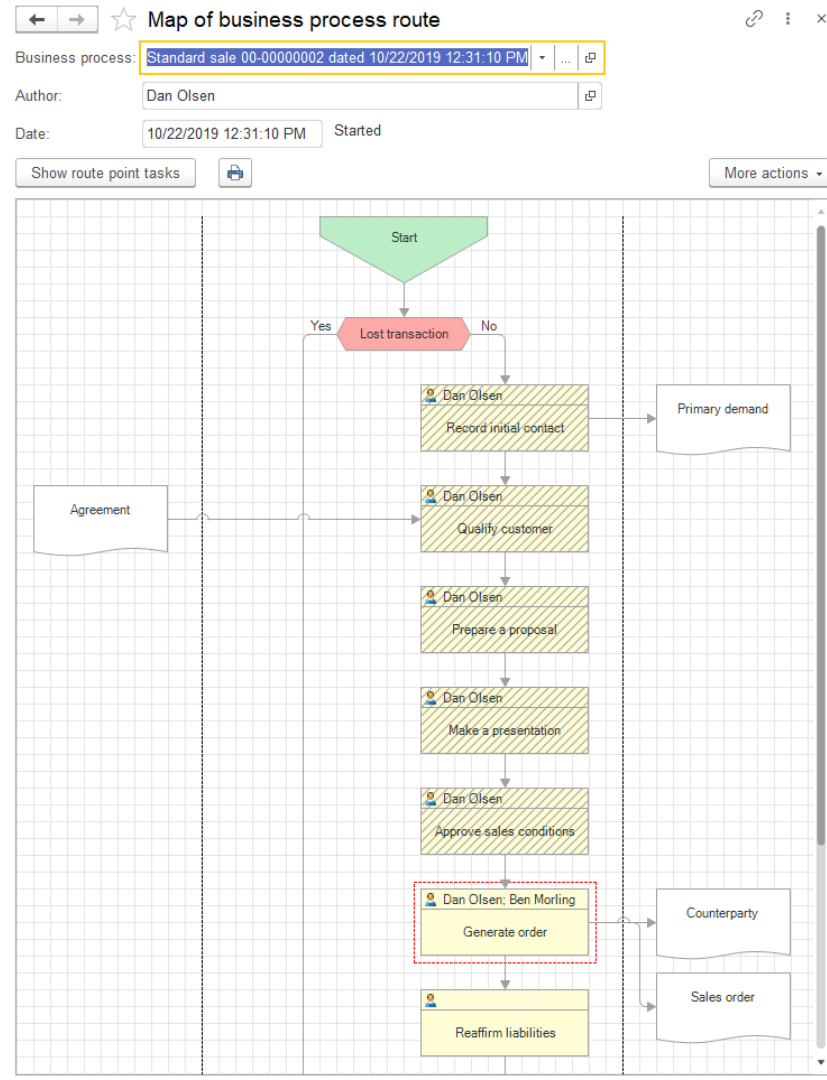 Map of business process route
Business process: Standard sale 00-00000002 dated 10/22/2019 12:31:10 PM ...
Author: Dan Olsen
Date: 10/22/2019 12:31:10 PM Started
Show route point tasks More actions
Start
Yes Lost transaction No
Dan Olsen
Record initial contact
Primary demand
Agreement
Dan Olsen
Qualify customer
Dan Olsen
Prepare a proposal
Dan Olsen
Make a presentation
Dan Olsen
Approve sales conditions
Dan Olsen; Ben Morling
Generate order
Counterparty
Sales order
Reaffirm liabilities